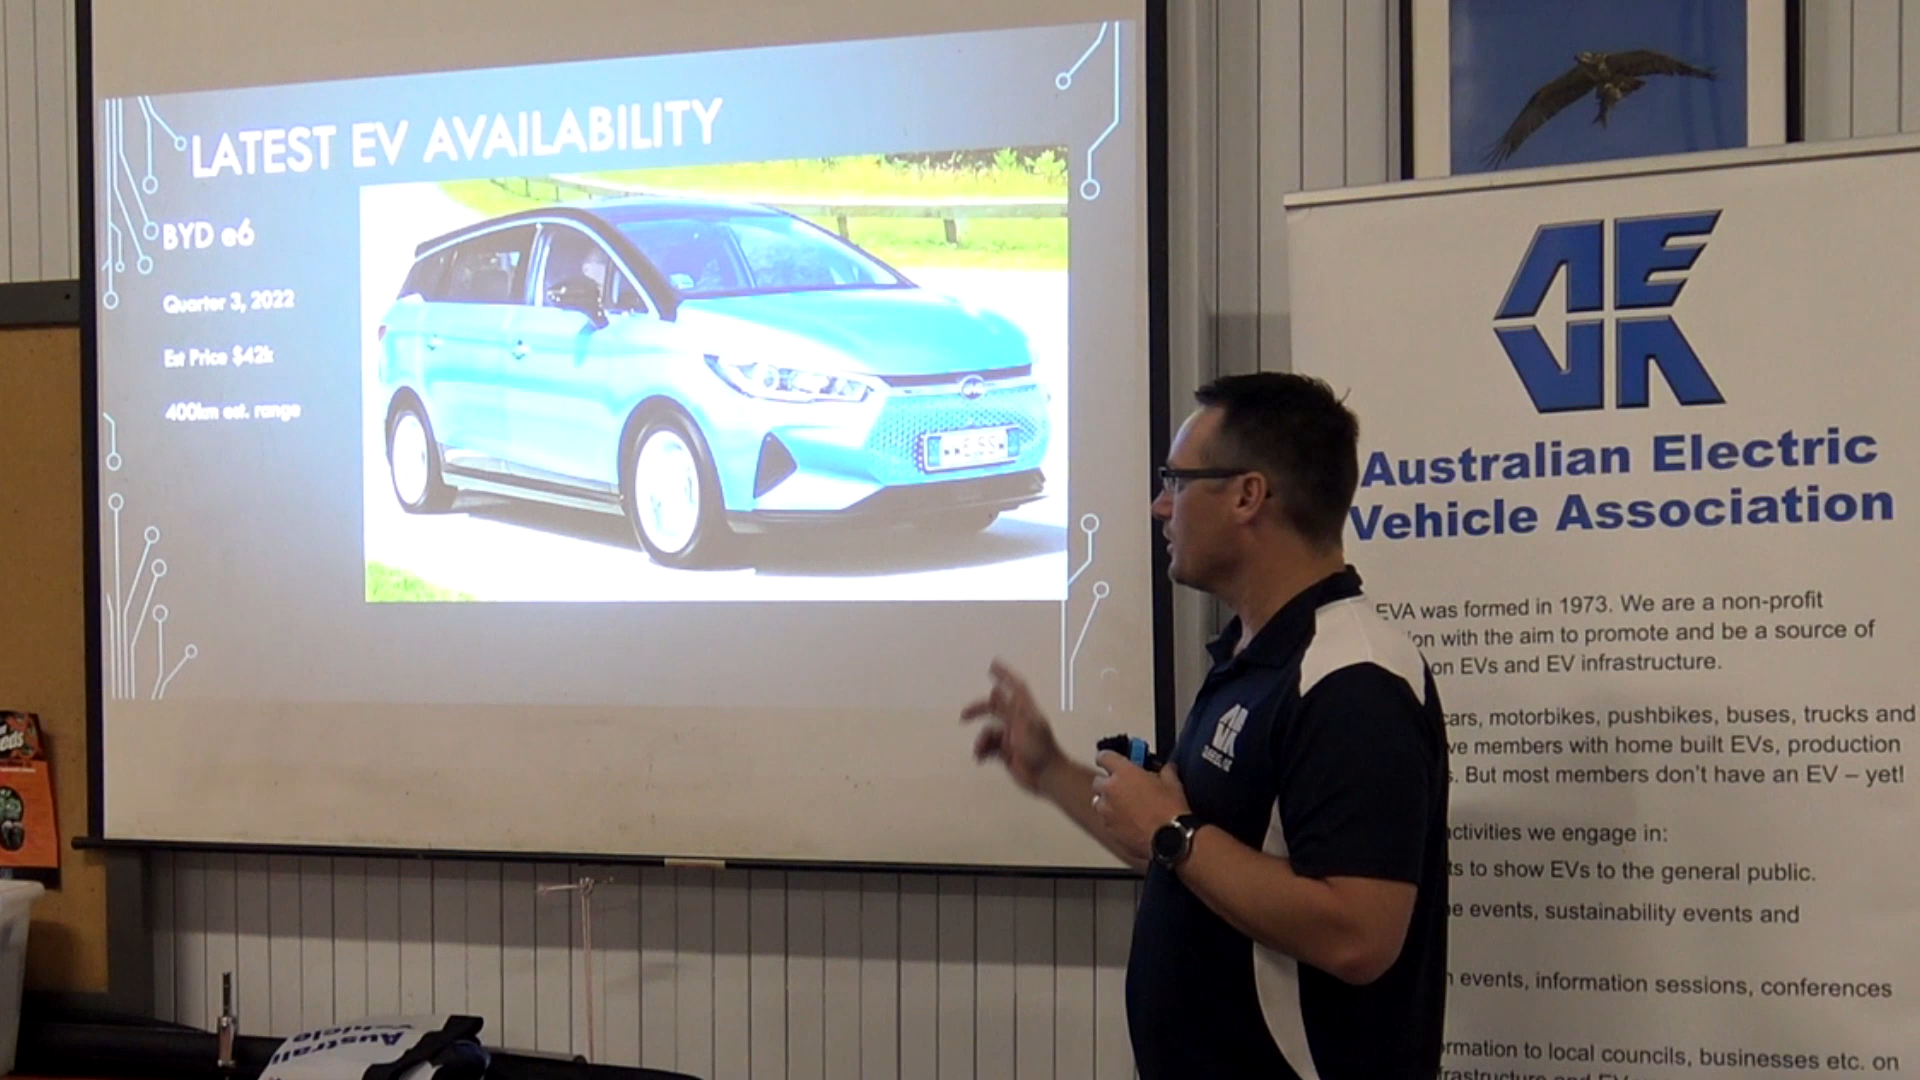 LATEST EV AVAILABILITY
BYD e6
Quarter 3, 2022
Est Price $42k
400km est. range
AEVA
Australian Electric
Vehicle Association
EVA was formed in 1973. We are a non-profit
on with the aim to promote and be a source of
on EVs and EV infrastructure.
cars, motorbikes, pushbikes, buses, trucks and
ve members with home built EVs, production
s. But most members don't have an EV – yet!
ctivities we engage in:
ts to show EVs to the general public.
e events, sustainability events and
n events, information sessions, conferences
rmation to local councils, businesses etc. on
Vehicle
Austral